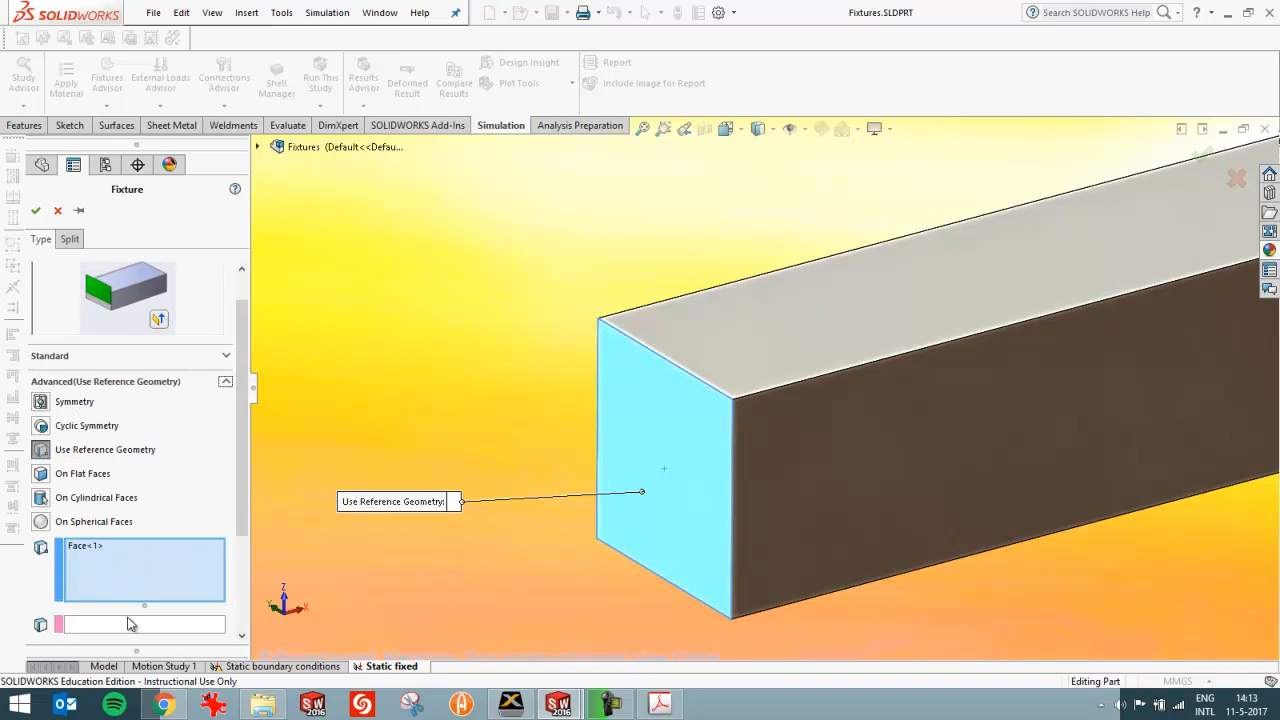 SOLIDWORKS File Edit View Insert Tools Simulation Window Help Fixtures.SLDPRT Search SOLIDWORKS Help
Study Advisor
Apply Material
Fixtures Advisor
External Loads Advisor
Connections Advisor
Shell Manager
Run This Study
Results Advisor
Deformed Result
Compare Results
Design Insight
Plot Tools
Report
Include Image for Report
Features Sketch Surfaces Sheet Metal Weldments Evaluate DimXpert SOLIDWORKS Add-Ins Simulation Analysis Preparation
Fixtures (Default<<Defau...
Fixture
Type Split
Standard
Advanced(Use Reference Geometry)
Symmetry
Cyclic Symmetry
Use Reference Geometry
On Flat Faces
On Cylindrical Faces
On Spherical Faces
Face<1>
Use Reference Geometry:
Z
Y
X
Model Motion Study 1 Static boundary conditions Static fixed
SOLIDWORKS Education Edition - Instructional Use Only Editing Part MMGS
SW 2016
SW 2016
ENG 14:13
INTL 11-5-2017